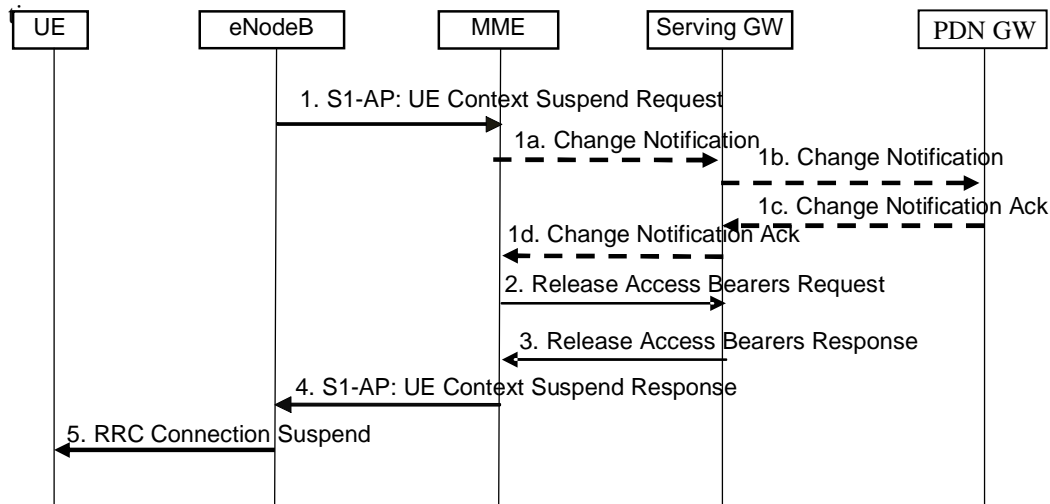 UE
eNodeB
MME
Serving GW
PDN GW
1. S1-AP: UE Context Suspend Request
1a. Change Notification
1b. Change Notification
1c. Change Notification Ack
1d. Change Notification Ack
2. Release Access Bearers Request
3. Release Access Bearers Response
4. S1-AP: UE Context Suspend Response
5. RRC Connection Suspend